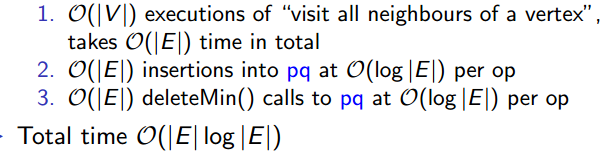 1. O(|V|) executions of “visit all neighbours of a vertex”,
takes O(|E|) time in total
2. O(|E|) insertions into pq at O(log |E|) per op
3. O(|E|) deleteMin() calls to pq at O(log |E|) per op
Total time O(|E| log |E|)